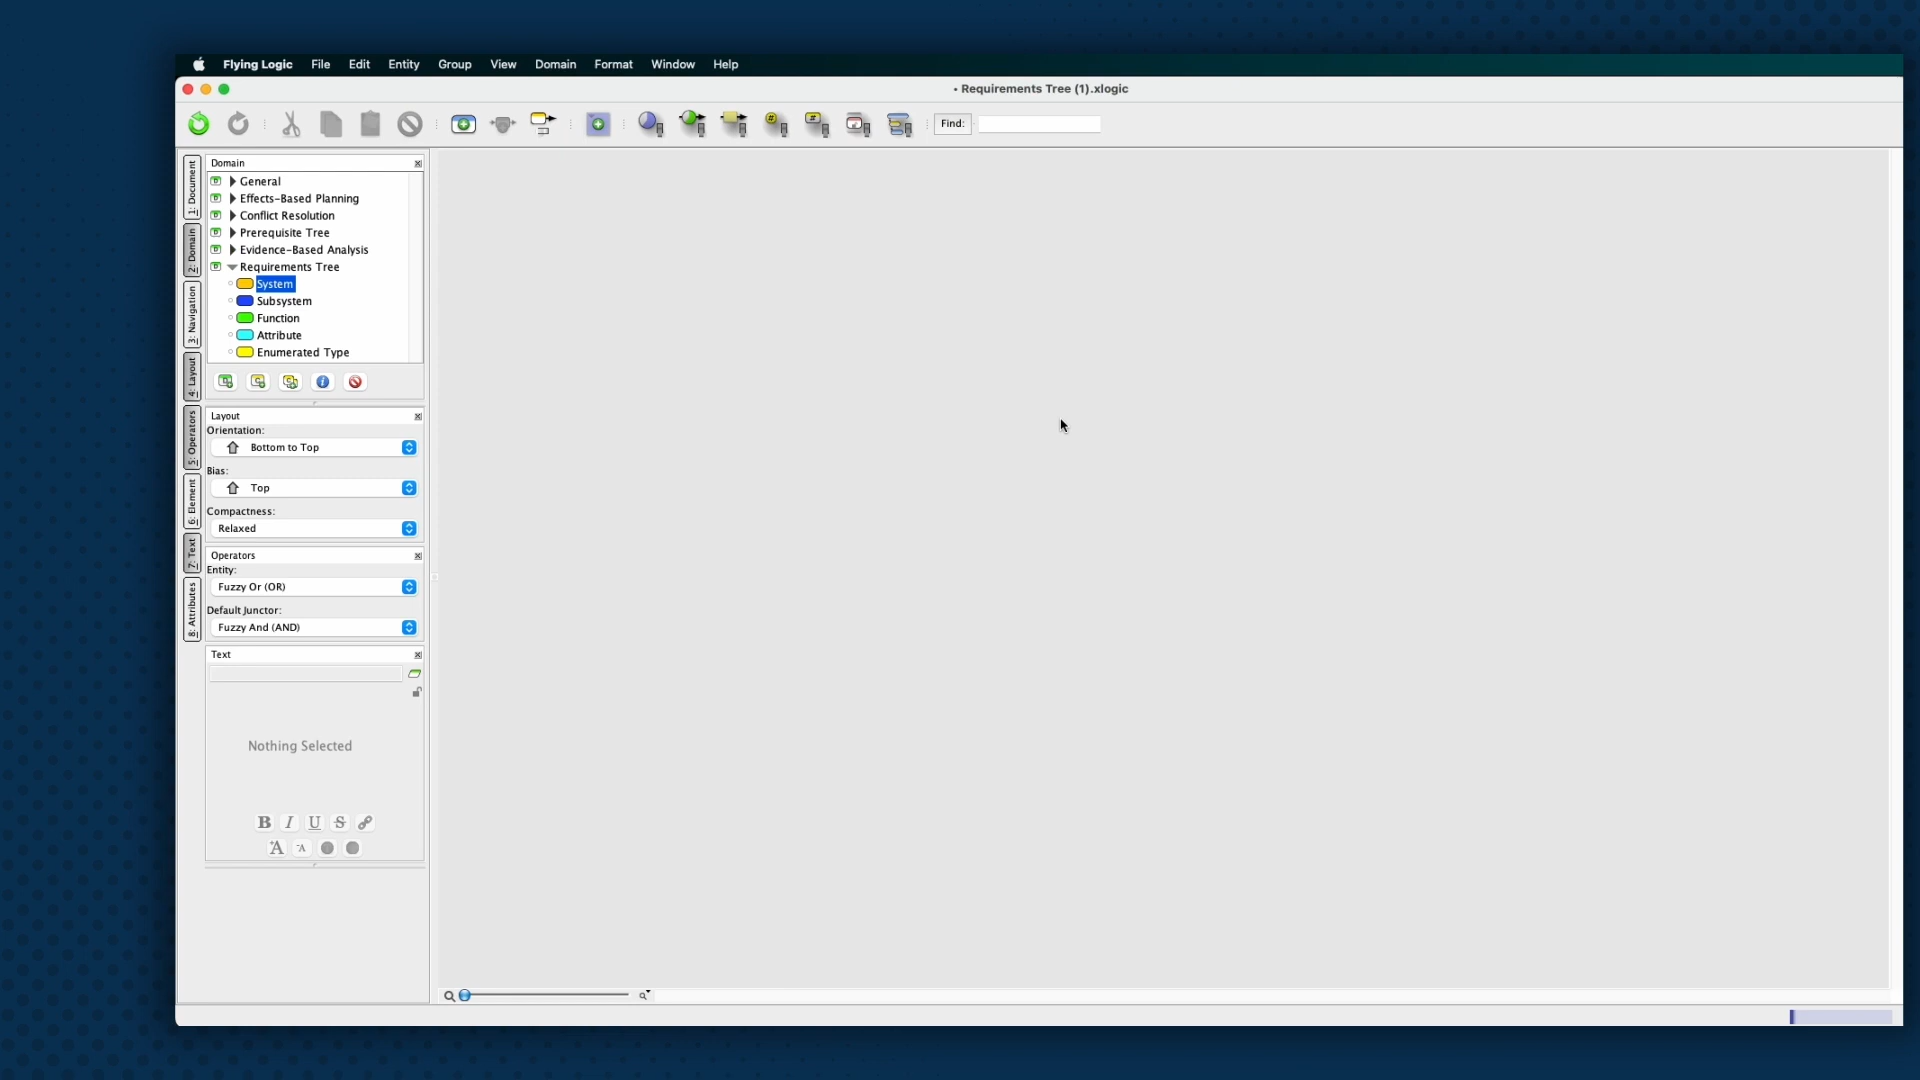 Flying Logic File Edit Entity Group View Domain Format Window Help
• Requirements Tree (1).xlogic
Find:
1: Document
2: Domain
3: Navigation
4: Layout
5: Operators
6: Element
7: Text
8: Attributes
Domain
General
Effects-Based Planning
Conflict Resolution
Prerequisite Tree
Evidence-Based Analysis
Requirements Tree
System
Subsystem
Function
Attribute
Enumerated Type
Layout
Orientation:
Bottom to Top
Bias:
Top
Compactness:
Relaxed
Operators
Entity:
Fuzzy Or (OR)
Default Junctor:
Fuzzy And (AND)
Text
Nothing Selected
B I U S
A A